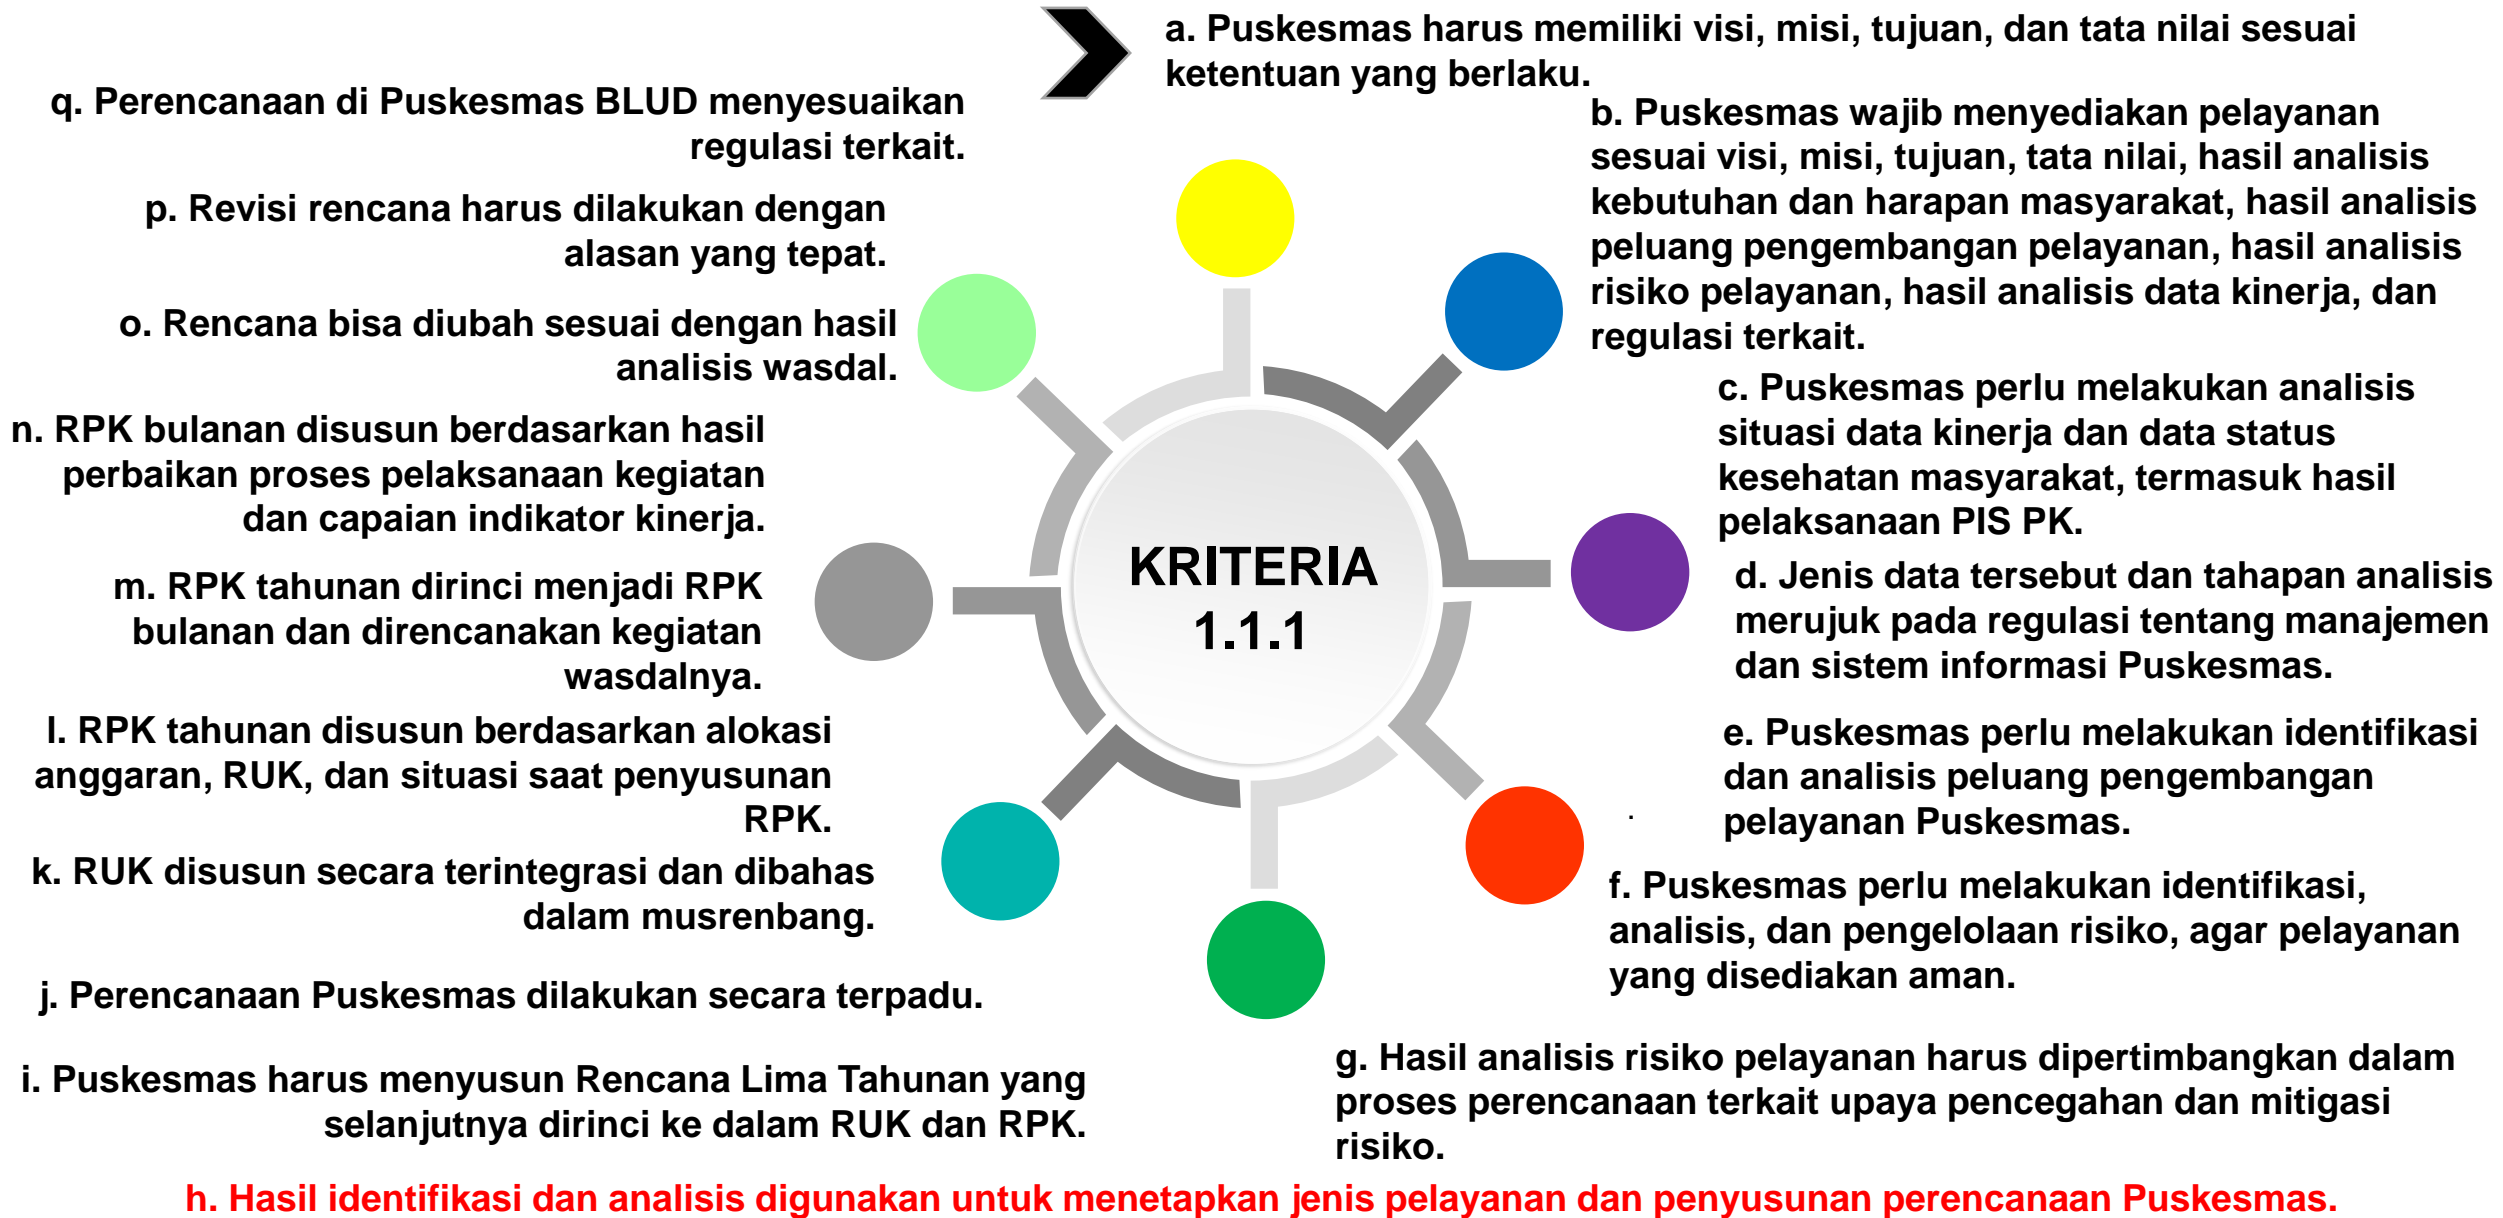 a. Puskesmas harus memiliki visi, misi, tujuan, dan tata nilai sesuai
ketentuan yang berlaku.
b. Puskesmas wajib menyediakan pelayanan
sesuai visi, misi, tujuan, tata nilai, hasil analisis
kebutuhan dan harapan masyarakat, hasil analisis
peluang pengembangan pelayanan, hasil analisis
risiko pelayanan, hasil analisis data kinerja, dan
regulasi terkait.
c. Puskesmas perlu melakukan analisis
situasi data kinerja dan data status
kesehatan masyarakat, termasuk hasil
pelaksanaan PIS PK.
d. Jenis data tersebut dan tahapan analisis
merujuk pada regulasi tentang manajemen
dan sistem informasi Puskesmas.
e. Puskesmas perlu melakukan identifikasi
dan analisis peluang pengembangan
pelayanan Puskesmas.
.
f. Puskesmas perlu melakukan identifikasi,
analisis, dan pengelolaan risiko, agar pelayanan
yang disediakan aman.
g. Hasil analisis risiko pelayanan harus dipertimbangkan dalam
proses perencanaan terkait upaya pencegahan dan mitigasi
risiko.
h. Hasil identifikasi dan analisis digunakan untuk menetapkan jenis pelayanan dan penyusunan perencanaan Puskesmas.
i. Puskesmas harus menyusun Rencana Lima Tahunan yang
selanjutnya dirinci ke dalam RUK dan RPK.
j. Perencanaan Puskesmas dilakukan secara terpadu.
k. RUK disusun secara terintegrasi dan dibahas
dalam musrenbang.
l. RPK tahunan disusun berdasarkan alokasi
anggaran, RUK, dan situasi saat penyusunan
RPK.
m. RPK tahunan dirinci menjadi RPK
bulanan dan direncanakan kegiatan
wasdalnya.
n. RPK bulanan disusun berdasarkan hasil
perbaikan proses pelaksanaan kegiatan
dan capaian indikator kinerja.
o. Rencana bisa diubah sesuai dengan hasil
analisis wasdal.
p. Revisi rencana harus dilakukan dengan
alasan yang tepat.
q. Perencanaan di Puskesmas BLUD menyesuaikan
regulasi terkait.
KRITERIA
1.1.1